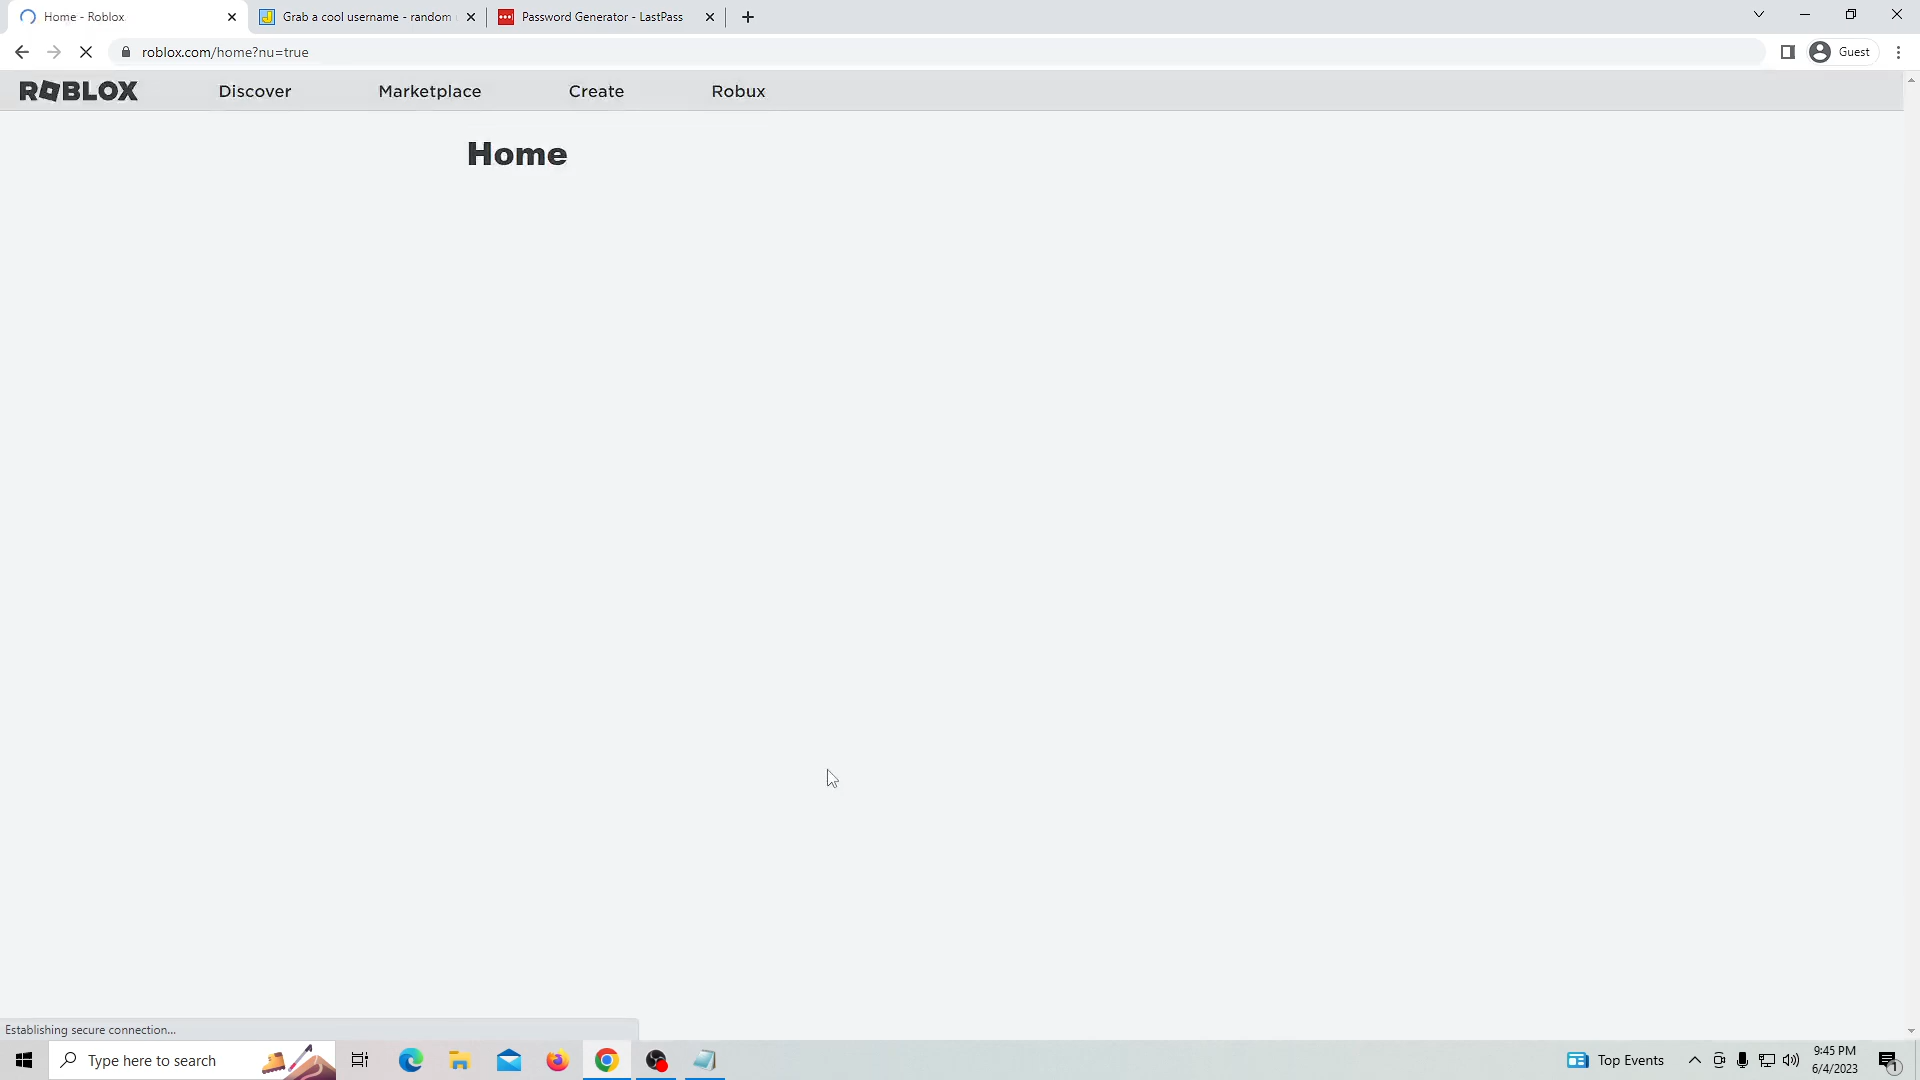 Home - Roblox
Grab a cool username - random
Password Generator - LastPass
roblox.com/home?nu=true
Guest
ROBLOX
Discover
Marketplace
Create
Robux
Home
Establishing secure connection...
Type here to search
Top Events
9:45 PM
6/4/2023
1